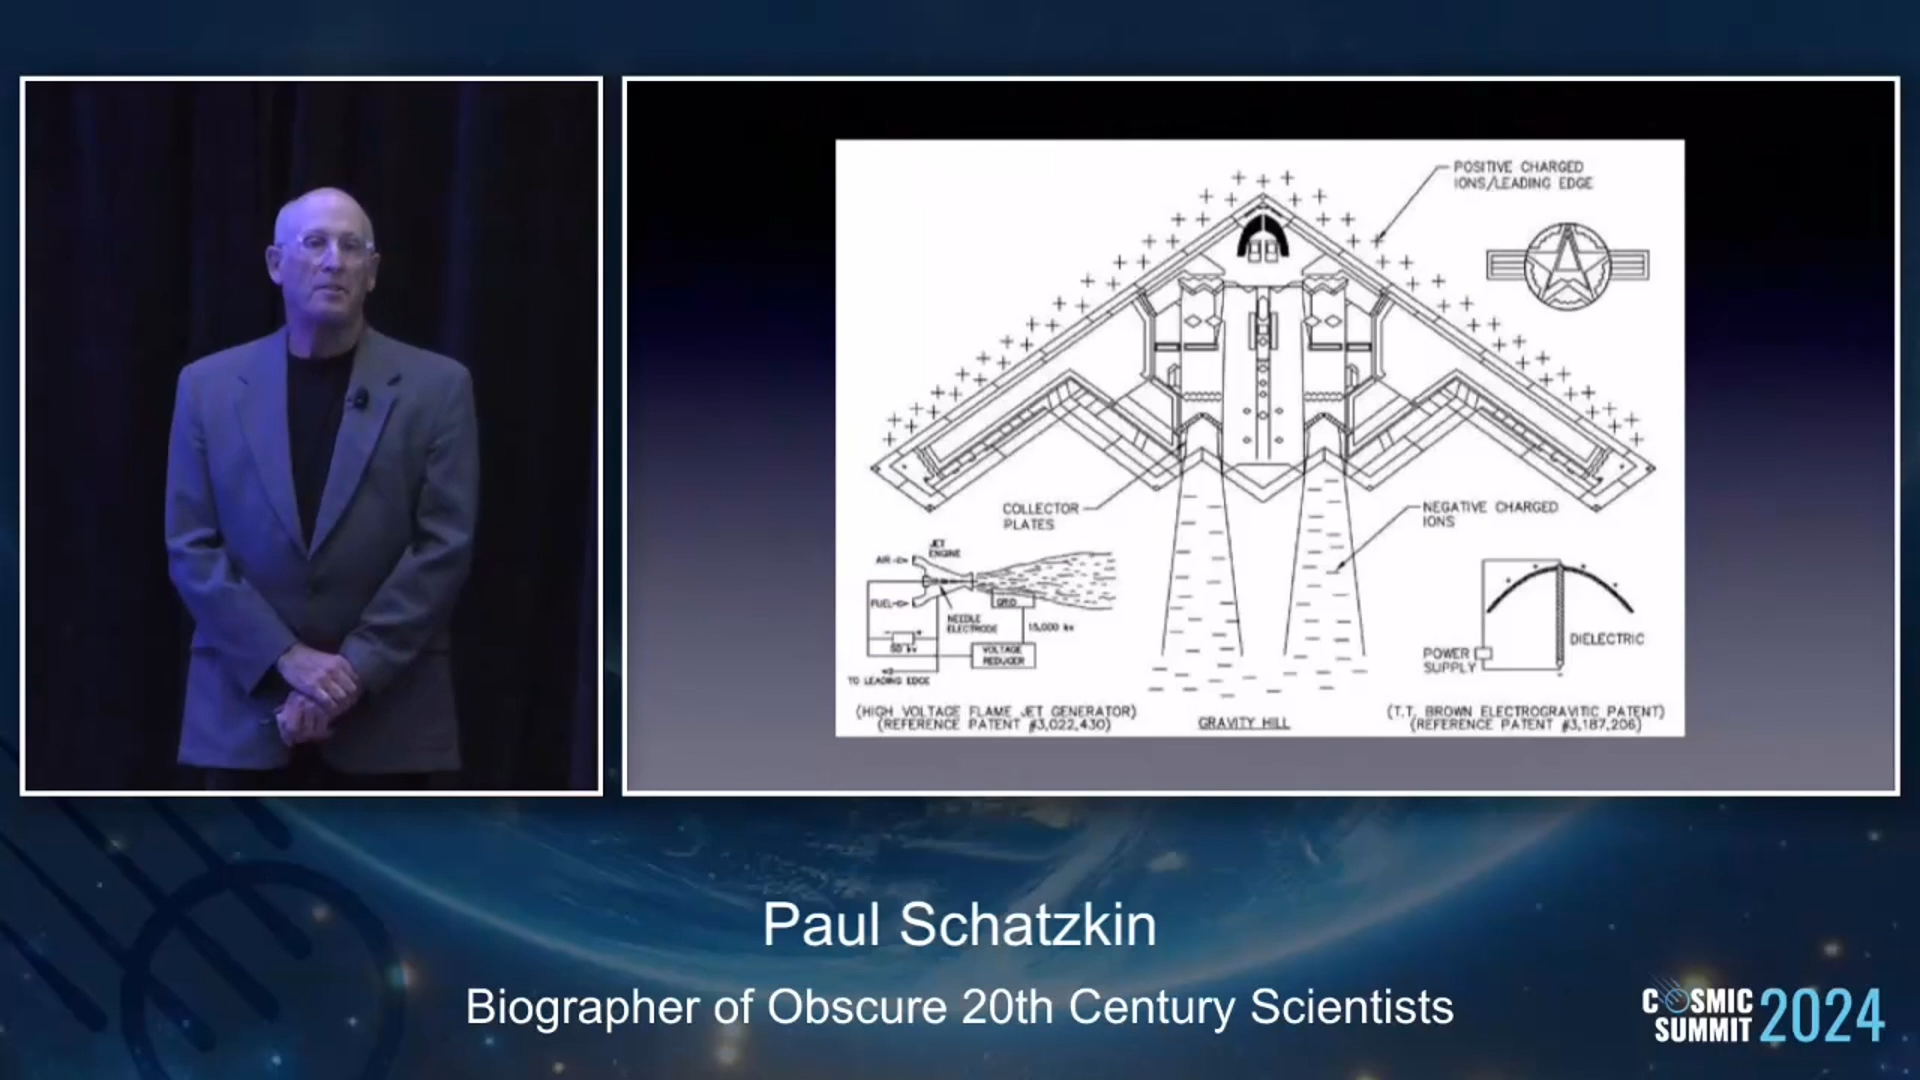 POSITIVE CHARGED
IONS/LEADING EDGE
COLLECTOR
PLATES
NEGATIVE CHARGED
IONS
JET
ENGINE
AIR
FUEL
GRID
NEEDLE
ELECTRODE
15,000 kv
50 kv
VOLTAGE
REDUCER
TO LEADING EDGE
POWER
SUPPLY
DIELECTRIC
(HIGH VOLTAGE FLAME JET GENERATOR)
(REFERENCE PATENT #3,022,430)
GRAVITY HILL
(T.T. BROWN ELECTROGRAVITIC PATENT)
(REFERENCE PATENT #3,187,206)
Paul Schatzkin
Biographer of Obscure 20th Century Scientists
COSMIC
SUMMIT 2024